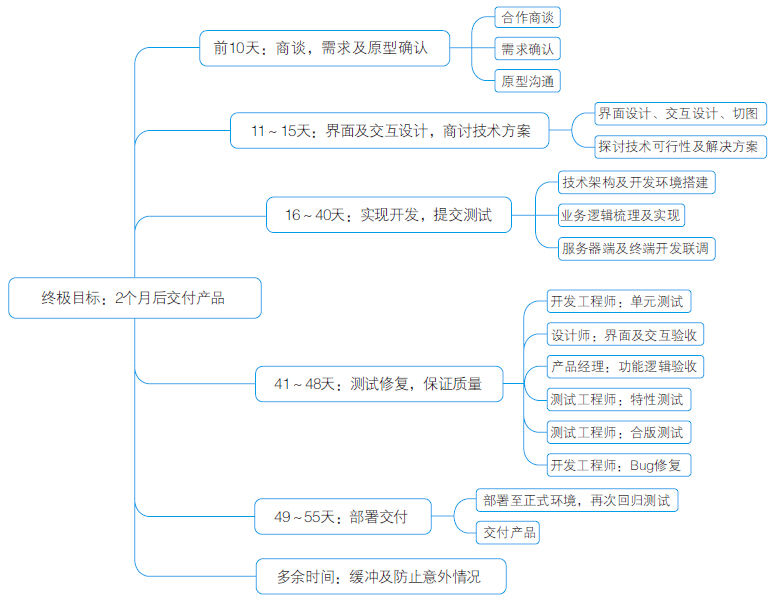 终极目标：2个月后交付产品
前10天：商谈，需求及原型确认
合作商谈
需求确认
原型沟通
11～15天：界面及交互设计，商讨技术方案
界面设计、交互设计、切图
探讨技术可行性及解决方案
16～40天：实现开发，提交测试
技术架构及开发环境搭建
业务逻辑梳理及实现
服务器端及终端开发联调
41～48天：测试修复，保证质量
开发工程师：单元测试
设计师：界面及交互验收
产品经理：功能逻辑验收
测试工程师：特性测试
测试工程师：合版测试
开发工程师：Bug修复
49～55天：部署交付
部署至正式环境，再次回归测试
交付产品
多余时间：缓冲及防止意外情况